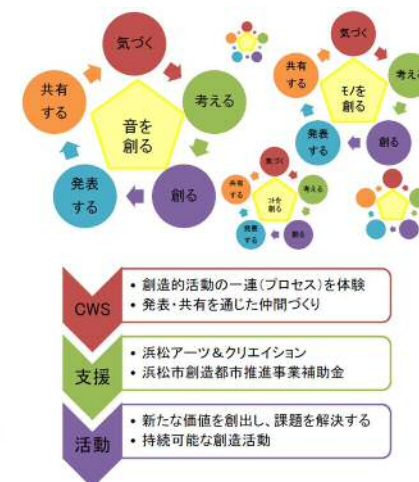 気づく
共有
する
考える
音を
創る
発表
する
創る
気づく
共有
する
考える
モノを
創る
発表
する
創る
気づく
共有
する
考える
コトを
創る
発表
する
創る
CWS
• 創造的活動の一連(プロセス)を体験
• 発表・共有を通じた仲間づくり
支援
• 浜松アーツ&クリエイション
• 浜松市創造都市推進事業補助金
活動
• 新たな価値を創出し、課題を解決する
• 持続可能な創造活動